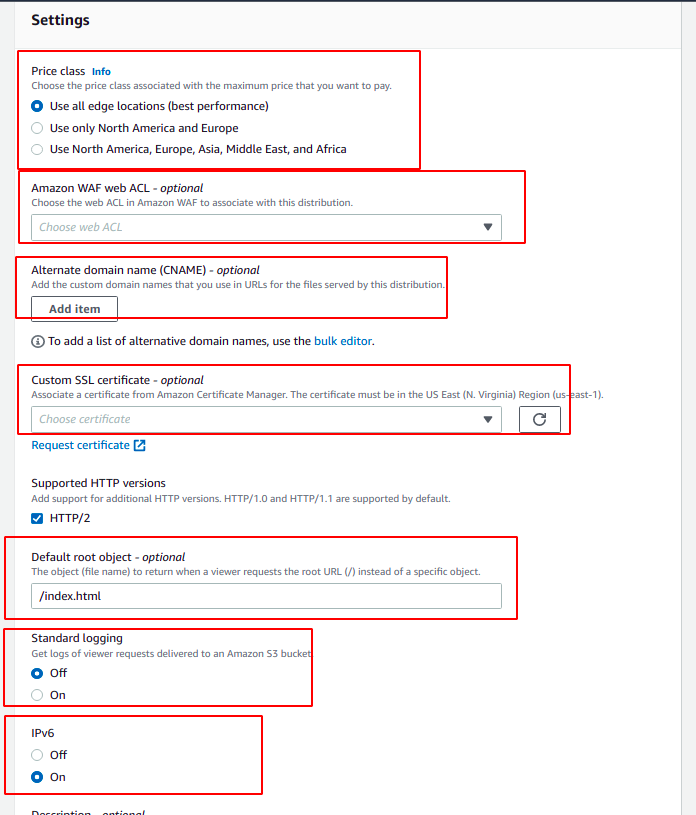 Settings
Price class Info
Choose the price class associated with the maximum price that you want to pay.
Use all edge locations (best performance)
Use only North America and Europe
Use North America, Europe, Asia, Middle East, and Africa
Amazon WAF web ACL - optional
Choose the web ACL in Amazon WAF to associate with this distribution.
Choose web ACL
Alternate domain name (CNAME) - optional
Add the custom domain names that you use in URLs for the files served by this distribution.
Add item
To add a list of alternative domain names, use the bulk editor.
Custom SSL certificate - optional
Associate a certificate from Amazon Certificate Manager. The certificate must be in the US East (N. Virginia) Region (us-east-1).
Choose certificate
Request certificate
Supported HTTP versions
Add support for additional HTTP versions. HTTP/1.0 and HTTP/1.1 are supported by default.
HTTP/2
Default root object - optional
The object (file name) to return when a viewer requests the root URL (/) instead of a specific object.
/index.html
Standard logging
Get logs of viewer requests delivered to an Amazon S3 bucket
Off
On
IPv6
Off
On
Description - optional